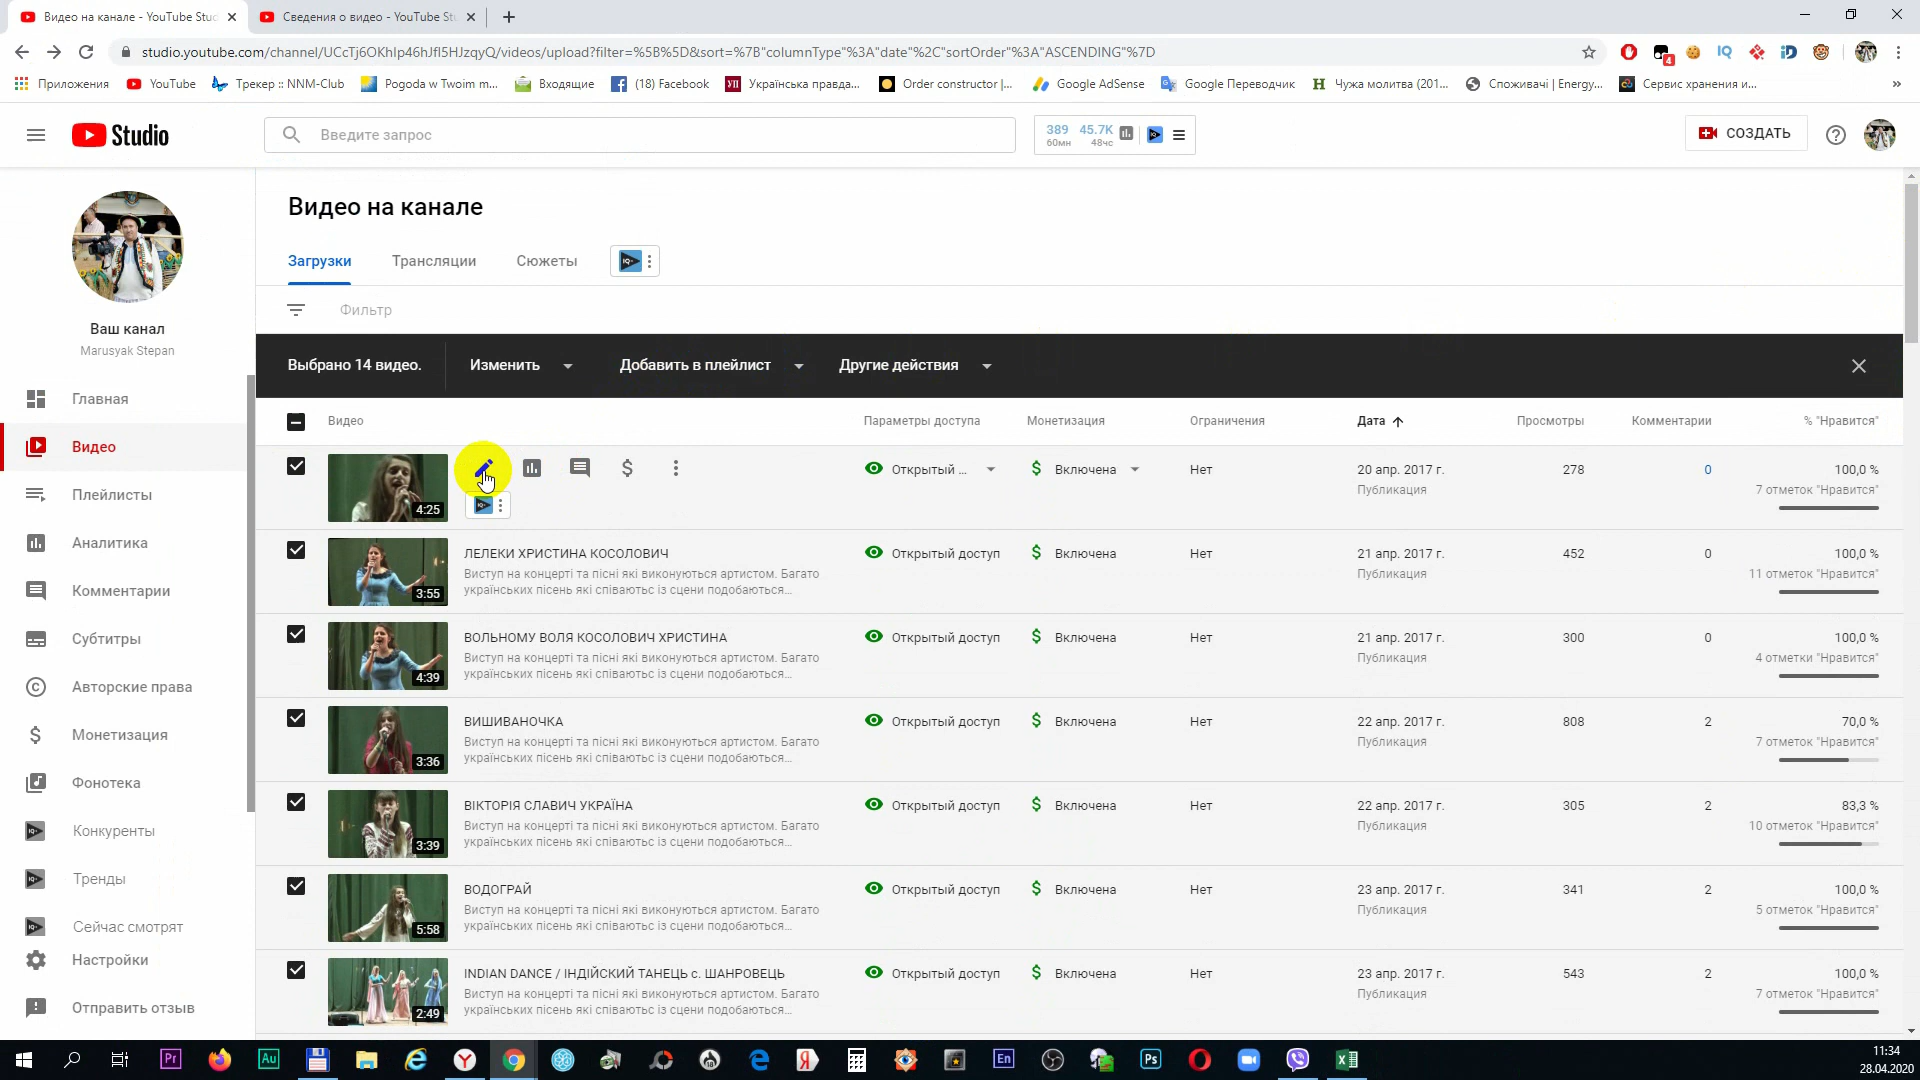 Видео на канале - YouTube Stud
Сведения о видео - YouTube Stu
studio.youtube.com/channel/UCcTj6OKhIp46hJfI5HJzqyQ/videos/upload?filter=%5B%5D&sort=%7B"columnType"%3A"date"%2C"sortOrder"%3A"ASCENDING"%7D
4
Приложения
YouTube
Трекер :: NNM-Club
Pogoda w Twoim m...
Входящие
(18) Facebook
Українська правда...
Order constructor |...
Google AdSense
Google Переводчик
Чужа молитва (201...
Споживачі | Energy...
Сервис хранения и...
»
Studio
Введите запрос
389 45.7K
60мн 48чс
СОЗДАТЬ
Ваш канал
Marusyak Stepan
Главная
Видео
Плейлисты
Аналитика
Комментарии
Субтитры
Авторские права
Монетизация
Фонотека
Конкуренты
Тренды
Сейчас смотрят
Настройки
Отправить отзыв
Видео на канале
Загрузки
Трансляции
Сюжеты
Фильтр
Выбрано 14 видео.
Изменить
Добавить в плейлист
Другие действия
Видео Параметры доступа Монетизация Ограничения Дата Просмотры Комментарии % "Нравится"
4:25
Открытый ... Включена Нет 20 апр. 2017 г. 278 0 100,0 %
Публикация 7 отметок "Нравится"
3:55
ЛЕЛЕКИ ХРИСТИНА КОСОЛОВИЧ Открытый доступ Включена Нет 21 апр. 2017 г. 452 0 100,0 %
Виступ на концерті та пісні які виконуються артистом. Багато Публикация 11 отметок "Нравится"
українських пісень які співаютьс із сцени подобаються...
4:39
ВОЛЬНОМУ ВОЛЯ КОСОЛОВИЧ ХРИСТИНА Открытый доступ Включена Нет 21 апр. 2017 г. 300 0 100,0 %
Виступ на концерті та пісні які виконуються артистом. Багато Публикация 4 отметки "Нравится"
українських пісень які співаютьс із сцени подобаються...
3:36
ВИШИВАНОЧКА Открытый доступ Включена Нет 22 апр. 2017 г. 808 2 70,0 %
Виступ на концерті та пісні які виконуються артистом. Багато Публикация 7 отметок "Нравится"
українських пісень які співаютьс із сцени подобаються...
3:39
ВІКТОРІЯ СЛАВИЧ УКРАЇНА Открытый доступ Включена Нет 22 апр. 2017 г. 305 2 83,3 %
Виступ на концерті та пісні які виконуються артистом. Багато Публикация 10 отметок "Нравится"
українських пісень які співаютьс із сцени подобаються...
5:58
ВОДОГРАЙ Открытый доступ Включена Нет 23 апр. 2017 г. 341 2 100,0 %
Виступ на концерті та пісні які виконуються артистом. Багато Публикация 5 отметок "Нравится"
українських пісень які співаютьс із сцени подобаються...
2:49
INDIAN DANCE / ІНДІЙСКИЙ ТАНЕЦЬ с. ШАНРОВЕЦЬ Открытый доступ Включена Нет 23 апр. 2017 г. 543 2 100,0 %
Виступ на концерті та пісні які виконуються артистом. Багато Публикация 7 отметок "Нравится"
українських пісень які співаютьс із сцени подобаються...
11:34
28.04.2020